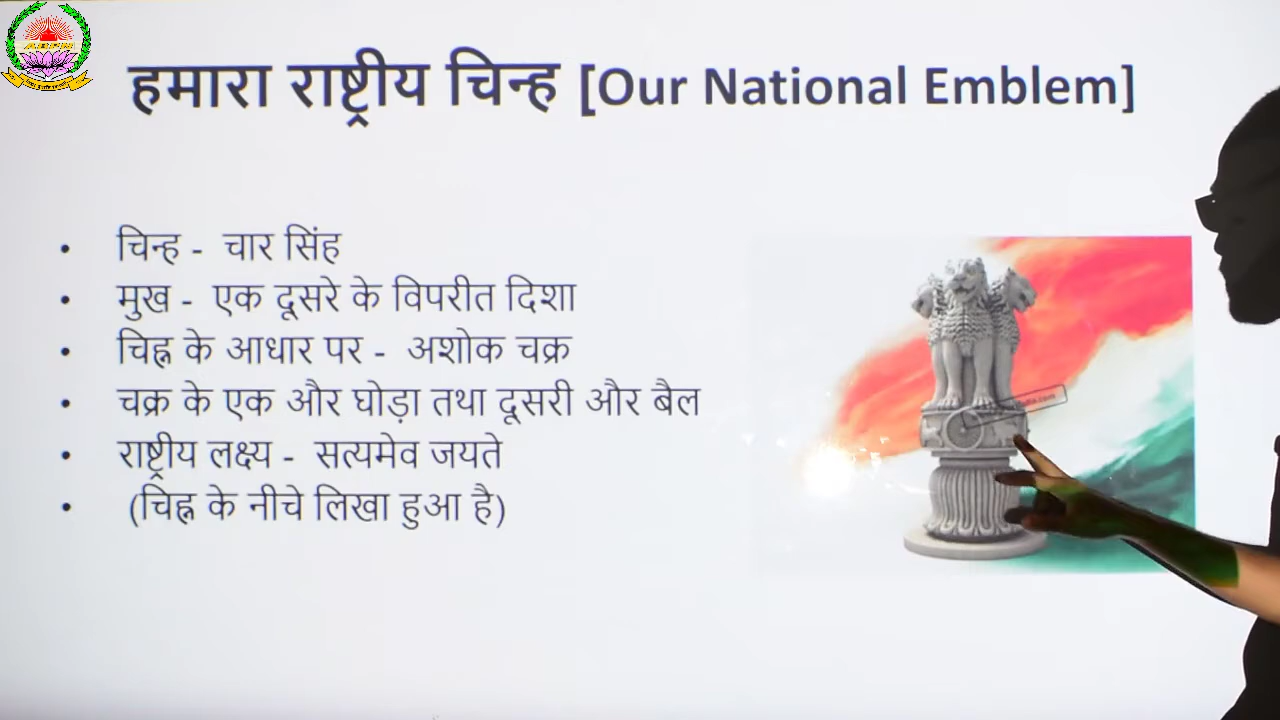 हमारा राष्ट्रीय चिन्ह [Our National Emblem]
• चिन्ह - चार सिंह
• मुख - एक दूसरे के विपरीत दिशा
• चिह्न के आधार पर - अशोक चक्र
• चक्र के एक और घोड़ा तथा दूसरी और बैल
• राष्ट्रीय लक्ष्य - सत्यमेव जयते
• (चिह्न के नीचे लिखा हुआ है)